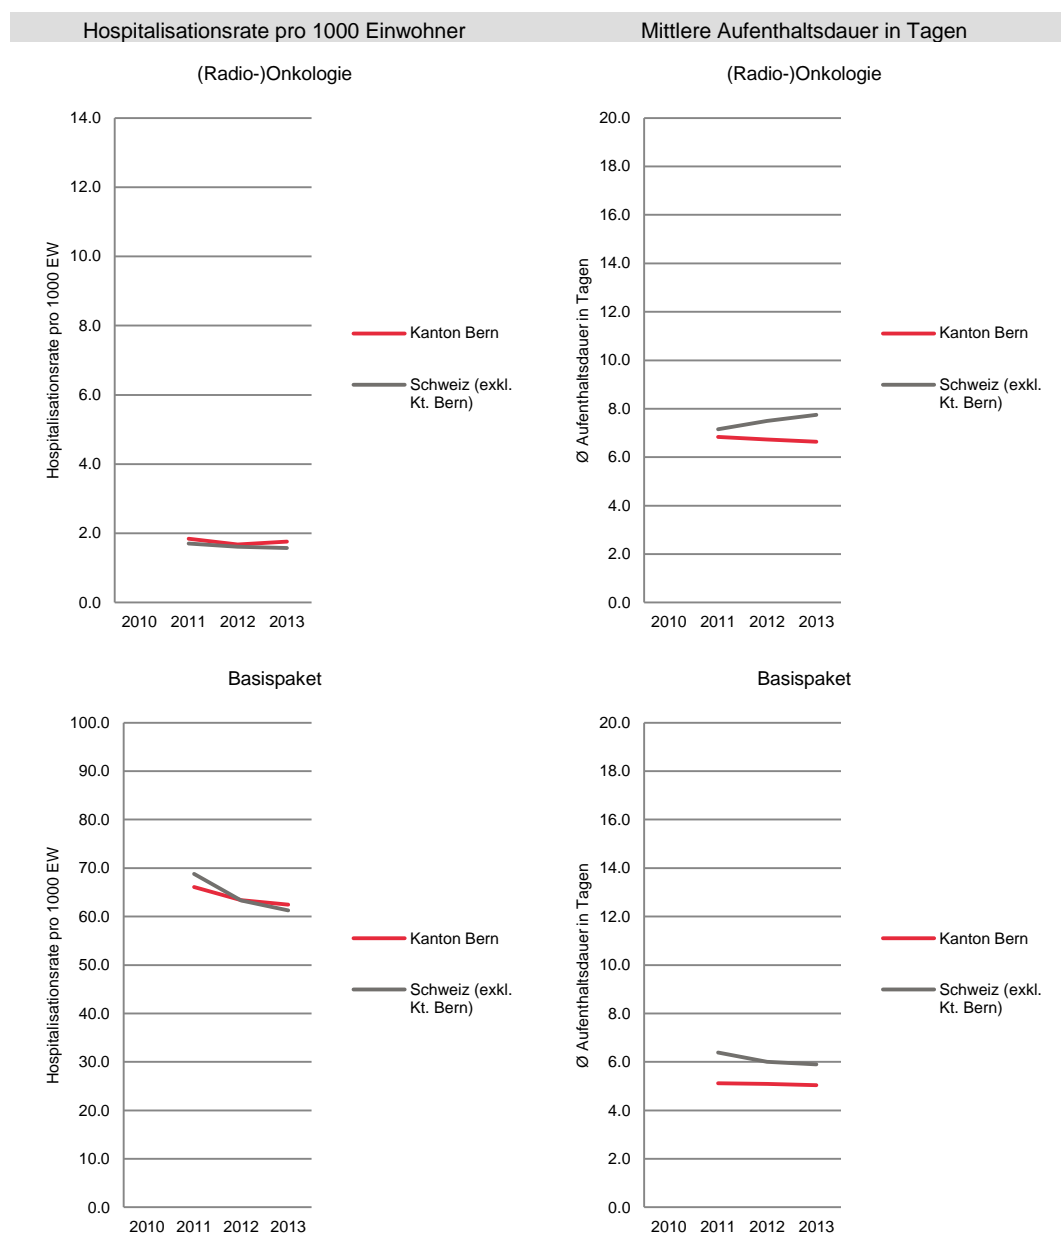 Hospitalisationsrate pro 1000 Einwohner
Mittlere Aufenthaltsdauer in Tagen
(Radio-)Onkologie
14.0
12.0
10.0
8.0
6.0
4.0
2.0
0.0
Hospitalisationsrate pro 1000 EW
2010 2011 2012 2013
Kanton Bern
Schweiz (exkl.
Kt. Bern)
(Radio-)Onkologie
20.0
18.0
16.0
14.0
12.0
10.0
8.0
6.0
4.0
2.0
0.0
Ø Aufenthaltsdauer in Tagen
2010 2011 2012 2013
Kanton Bern
Schweiz (exkl.
Kt. Bern)
Basispaket
100.0
90.0
80.0
70.0
60.0
50.0
40.0
30.0
20.0
10.0
0.0
Hospitalisationsrate pro 1000 EW
2010 2011 2012 2013
Kanton Bern
Schweiz (exkl.
Kt. Bern)
Basispaket
20.0
18.0
16.0
14.0
12.0
10.0
8.0
6.0
4.0
2.0
0.0
Ø Aufenthaltsdauer in Tagen
2010 2011 2012 2013
Kanton Bern
Schweiz (exkl.
Kt. Bern)